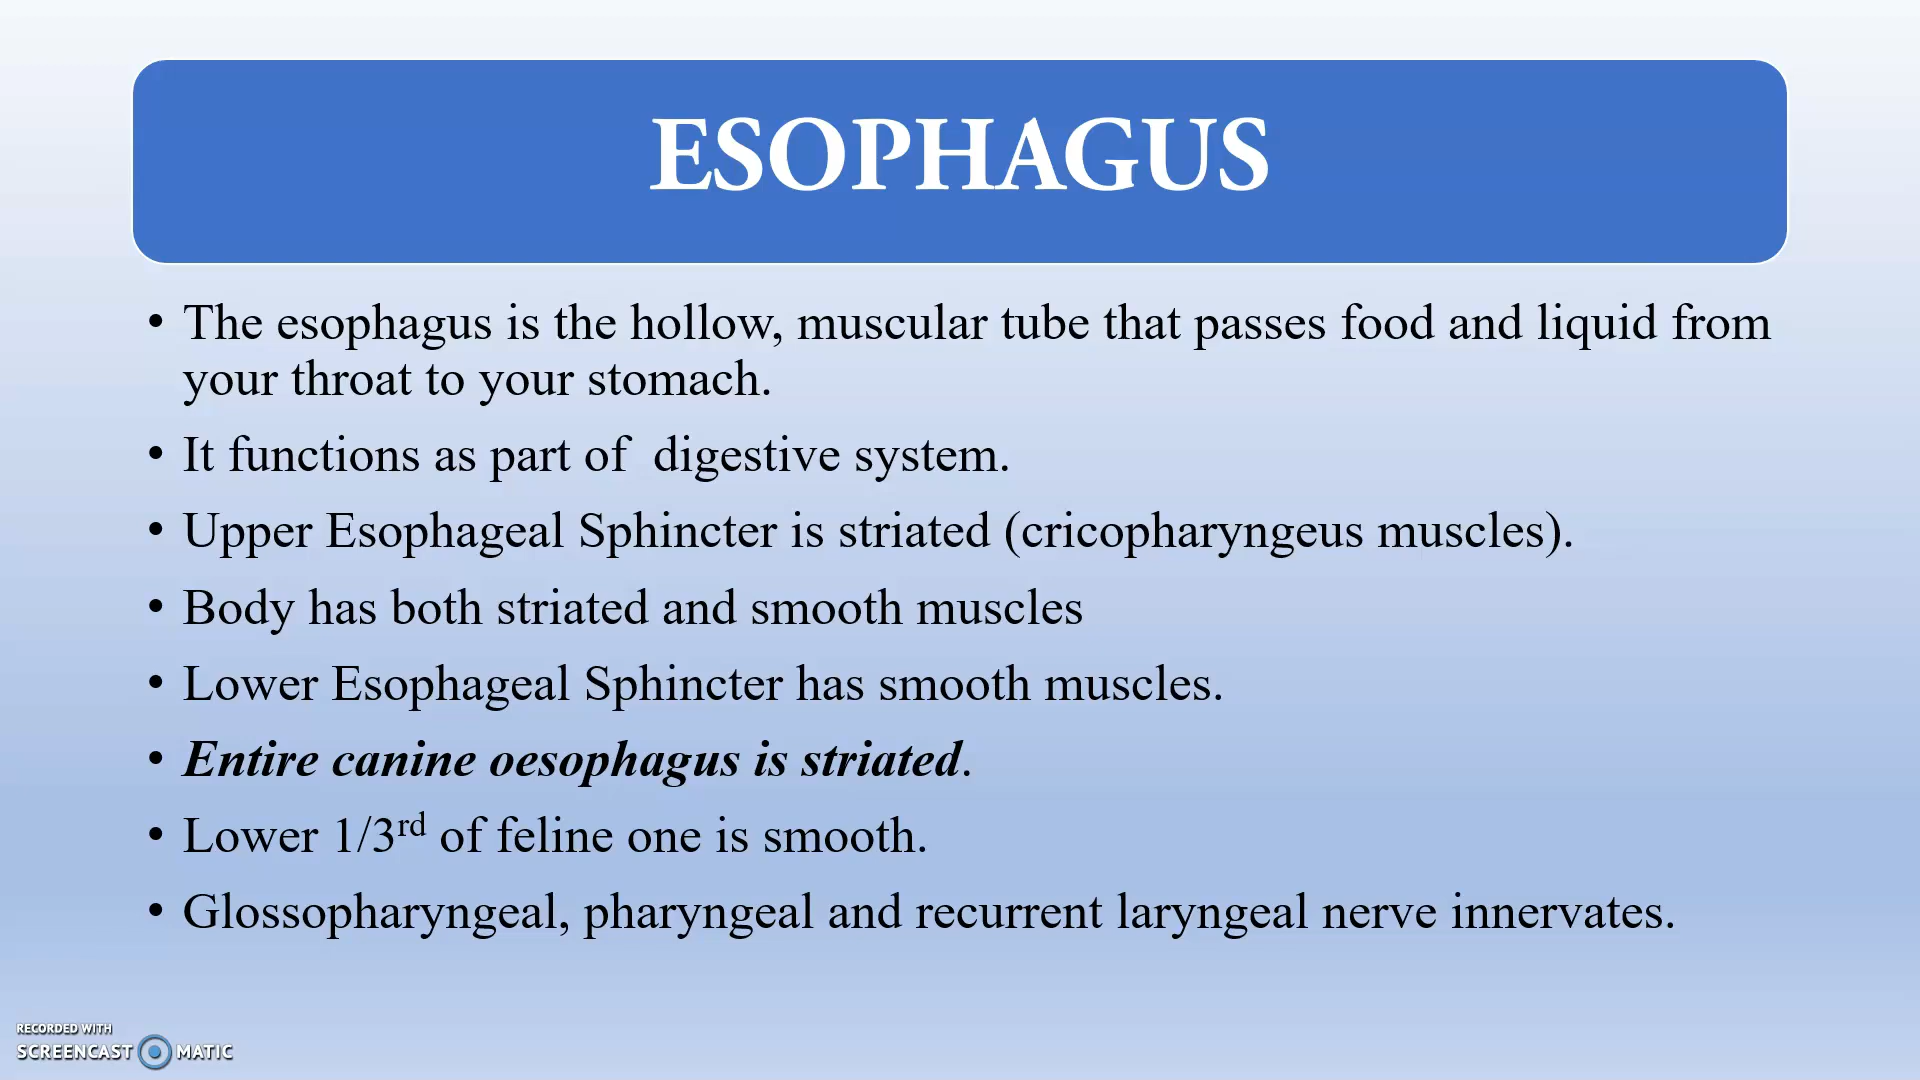 ESOPHAGUS
• The esophagus is the hollow, muscular tube that passes food and liquid from
your throat to your stomach.
• It functions as part of  digestive system.
• Upper Esophageal Sphincter is striated (cricopharyngeus muscles).
• Body has both striated and smooth muscles
• Lower Esophageal Sphincter has smooth muscles.
• Entire canine oesophagus is striated.
• Lower 1/3rd of feline one is smooth.
• Glossopharyngeal, pharyngeal and recurrent laryngeal nerve innervates.
RECORDED WITH
SCREENCAST MATIC